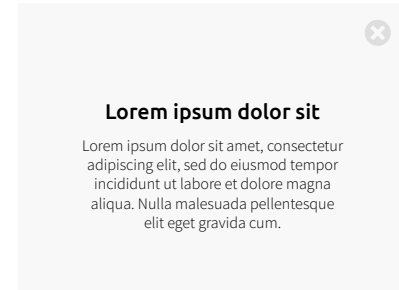 Lorem ipsum dolor sit
Lorem ipsum dolor sit amet, consectetur
adipiscing elit, sed do eiusmod tempor
incididunt ut labore et dolore magna
aliqua. Nulla malesuada pellentesque
elit eget gravida cum.